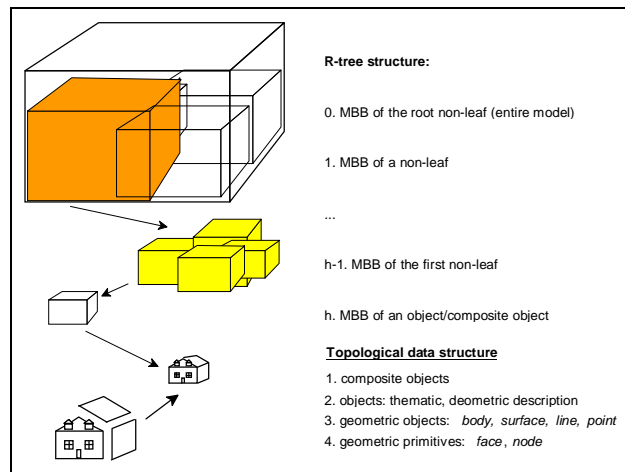 R-tree structure:
0. MBB of the root non-leaf (entire model)
1. MBB of a non-leaf
...
h-1. MBB of the first non-leaf
h. MBB of an object/composite object
Topological data structure
1. composite objects
2. objects: thematic, deometric description
3. geometric objects: body, surface, line, point
4. geometric primitives: face, node